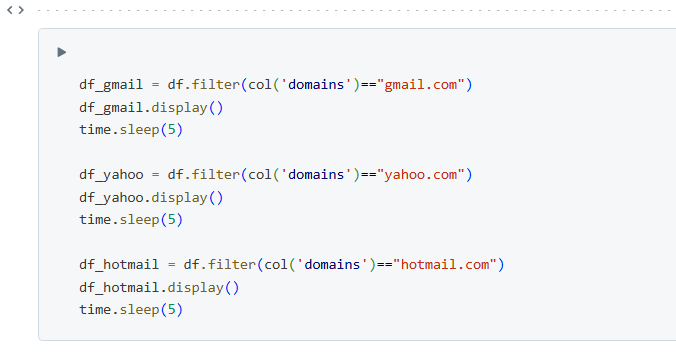 df_gmail = df.filter(col('domains')=="gmail.com")
df_gmail.display()
time.sleep(5)
df_yahoo = df.filter(col('domains')=="yahoo.com")
df_yahoo.display()
time.sleep(5)
df_hotmail = df.filter(col('domains')=="hotmail.com")
df_hotmail.display()
time.sleep(5)